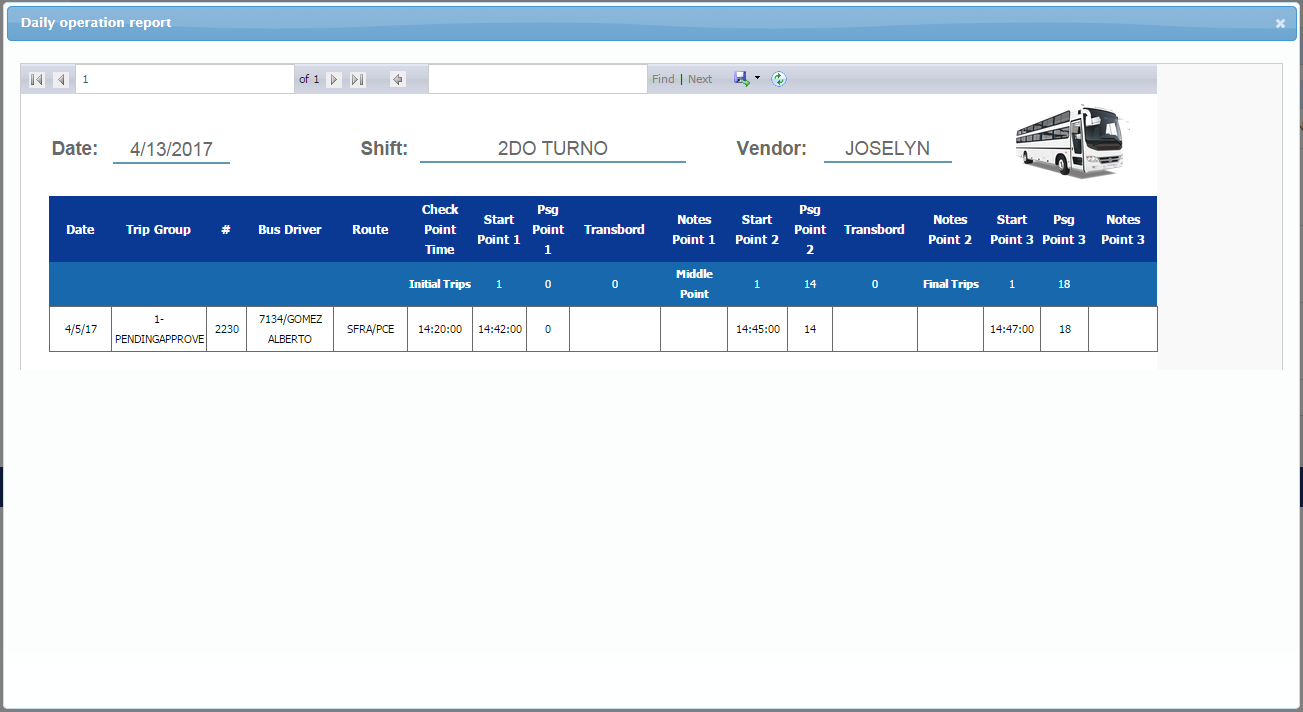 Daily operation report
1 of 1 Find | Next
Date: 4/13/2017 Shift: 2DO TURNO Vendor: JOSELYN
Date Trip Group # Bus Driver Route Check Point Time Start Point 1 Psg Point 1 Transbord Notes Point 1 Start Point 2 Psg Point 2 Transbord Notes Point 2 Start Point 3 Psg Point 3 Notes Point 3
Initial Trips 1 0 0 Middle Point 1 14 0 Final Trips 1 18
4/5/17 1-PENDINGAPPROVE 2230 7134/GOMEZ ALBERTO SFRA/PCE 14:20:00 14:42:00 0 14:45:00 14 14:47:00 18